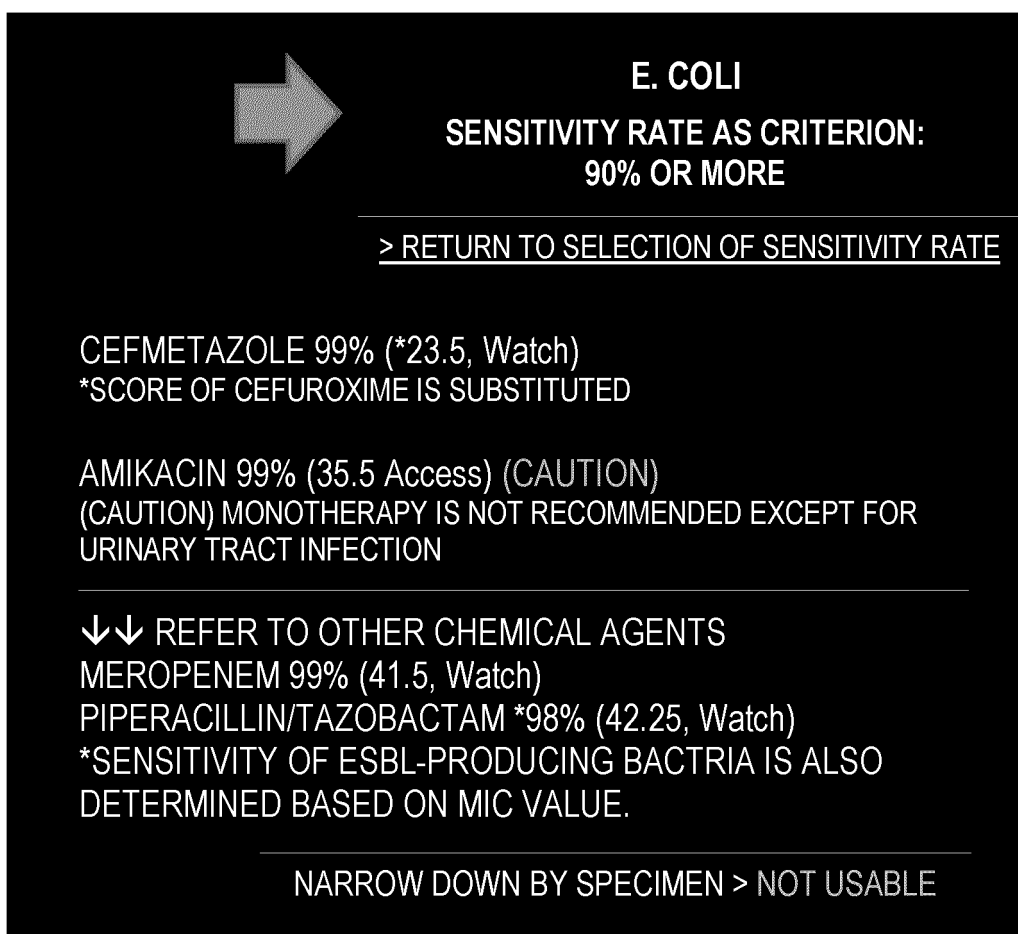 E. COLI
SENSITIVITY RATE AS CRITERION:
90% OR MORE
> RETURN TO SELECTION OF SENSITIVITY RATE
CEFMETAZOLE 99% (*23.5, Watch)
*SCORE OF CEFUROXIME IS SUBSTITUTED
AMIKACIN 99% (35.5 Access) (CAUTION)
(CAUTION) MONOTHERAPY IS NOT RECOMMENDED EXCEPT FOR
URINARY TRACT INFECTION
↓↓ REFER TO OTHER CHEMICAL AGENTS
MEROPENEM 99% (41.5, Watch)
PIPERACILLIN/TAZOBACTAM *98% (42.25, Watch)
*SENSITIVITY OF ESBL-PRODUCING BACTRIA IS ALSO
DETERMINED BASED ON MIC VALUE.
NARROW DOWN BY SPECIMEN > NOT USABLE